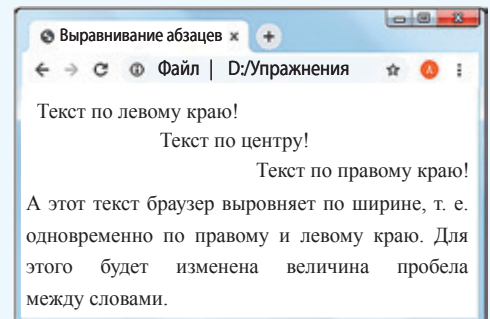 Выравнивание абзацев
Файл | D:/Упражнения
Текст по левому краю!
Текст по центру!
Текст по правому краю!
А этот текст браузер выровняет по ширине, т. е.
одновременно по правому и левому краю. Для
этого будет изменена величина пробела
между словами.